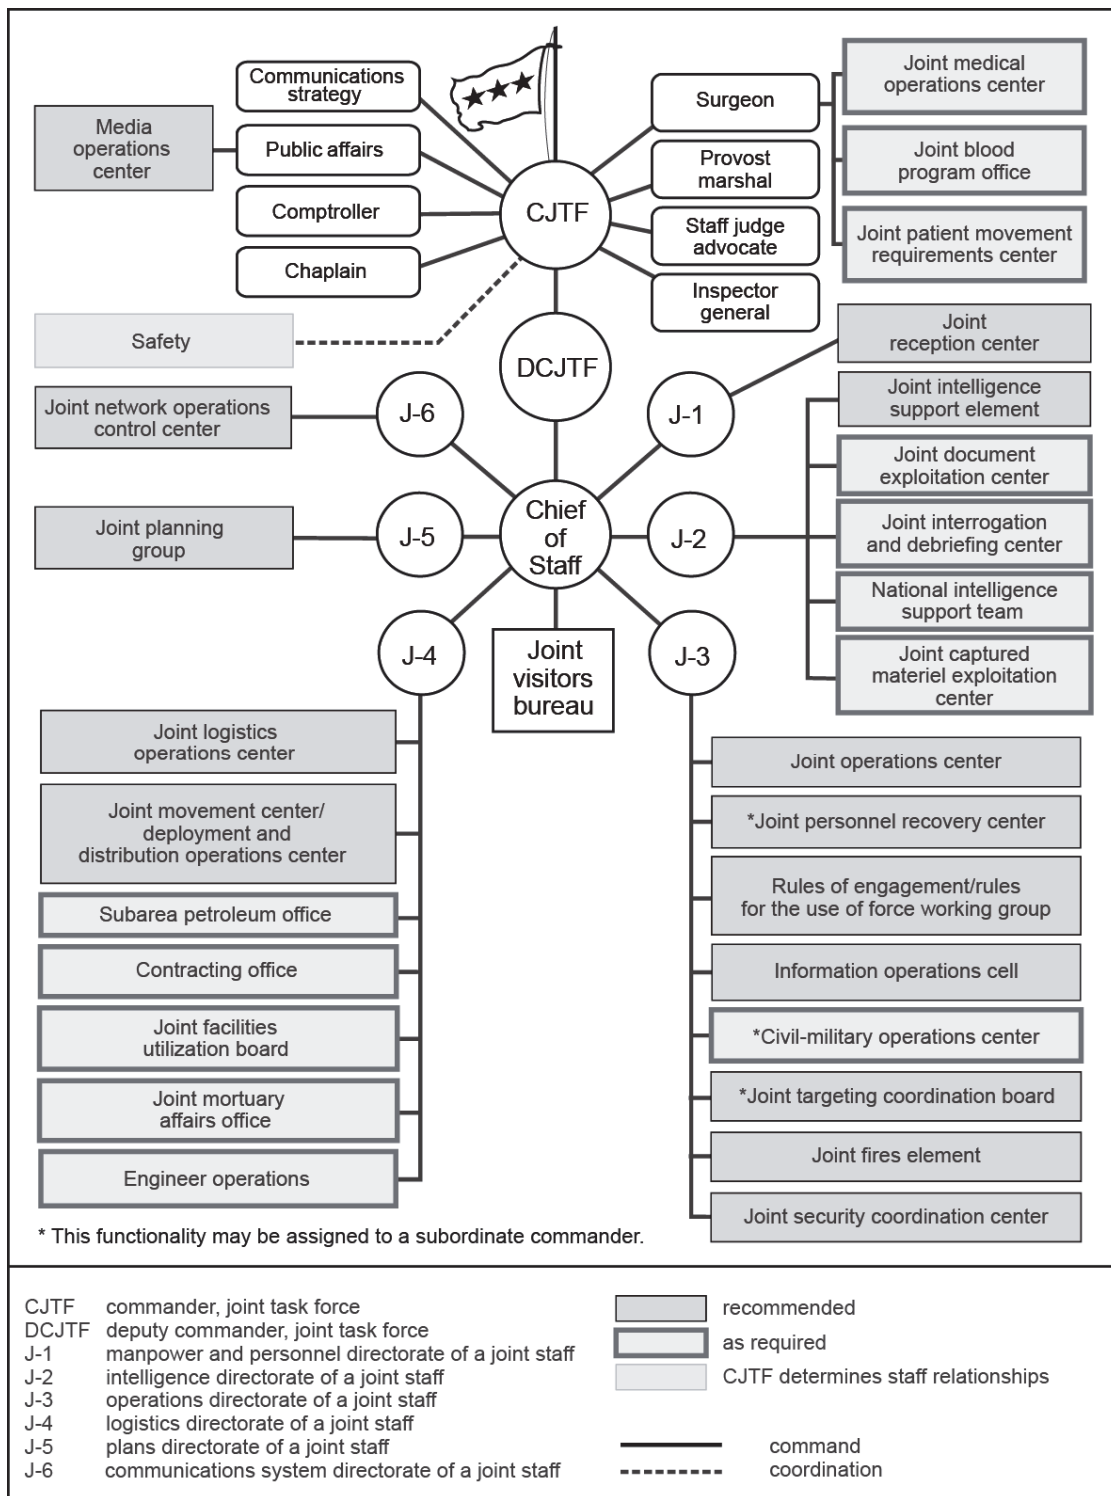 Communications
strategy
Media
operations
center
Public affairs
Comptroller
Chaplain
Safety
CJTF
Surgeon
Provost
marshal
Staff judge
advocate
Inspector
general
Joint medical
operations center
Joint blood
program office
Joint patient movement
requirements center
DCJTF
Joint
reception center
Joint network operations
control center
J-6
J-1
Joint intelligence
support element
Joint document
exploitation center
Joint interrogation
and debriefing center
National intelligence
support team
Joint captured
materiel exploitation
center
Joint planning
group
J-5
Chief
of
Staff
J-2
J-4
Joint
visitors
bureau
J-3
Joint logistics
operations center
Joint movement center/
deployment and
distribution operations center
Subarea petroleum office
Contracting office
Joint facilities
utilization board
Joint mortuary
affairs office
Engineer operations
Joint operations center
*Joint personnel recovery center
Rules of engagement/rules
for the use of force working group
Information operations cell
*Civil-military operations center
*Joint targeting coordination board
Joint fires element
Joint security coordination center
* This functionality may be assigned to a subordinate commander.
CJTF commander, joint task force
DCJTF deputy commander, joint task force
J-1 manpower and personnel directorate of a joint staff
J-2 intelligence directorate of a joint staff
J-3 operations directorate of a joint staff
J-4 logistics directorate of a joint staff
J-5 plans directorate of a joint staff
J-6 communications system directorate of a joint staff
recommended
as required
CJTF determines staff relationships
command
coordination